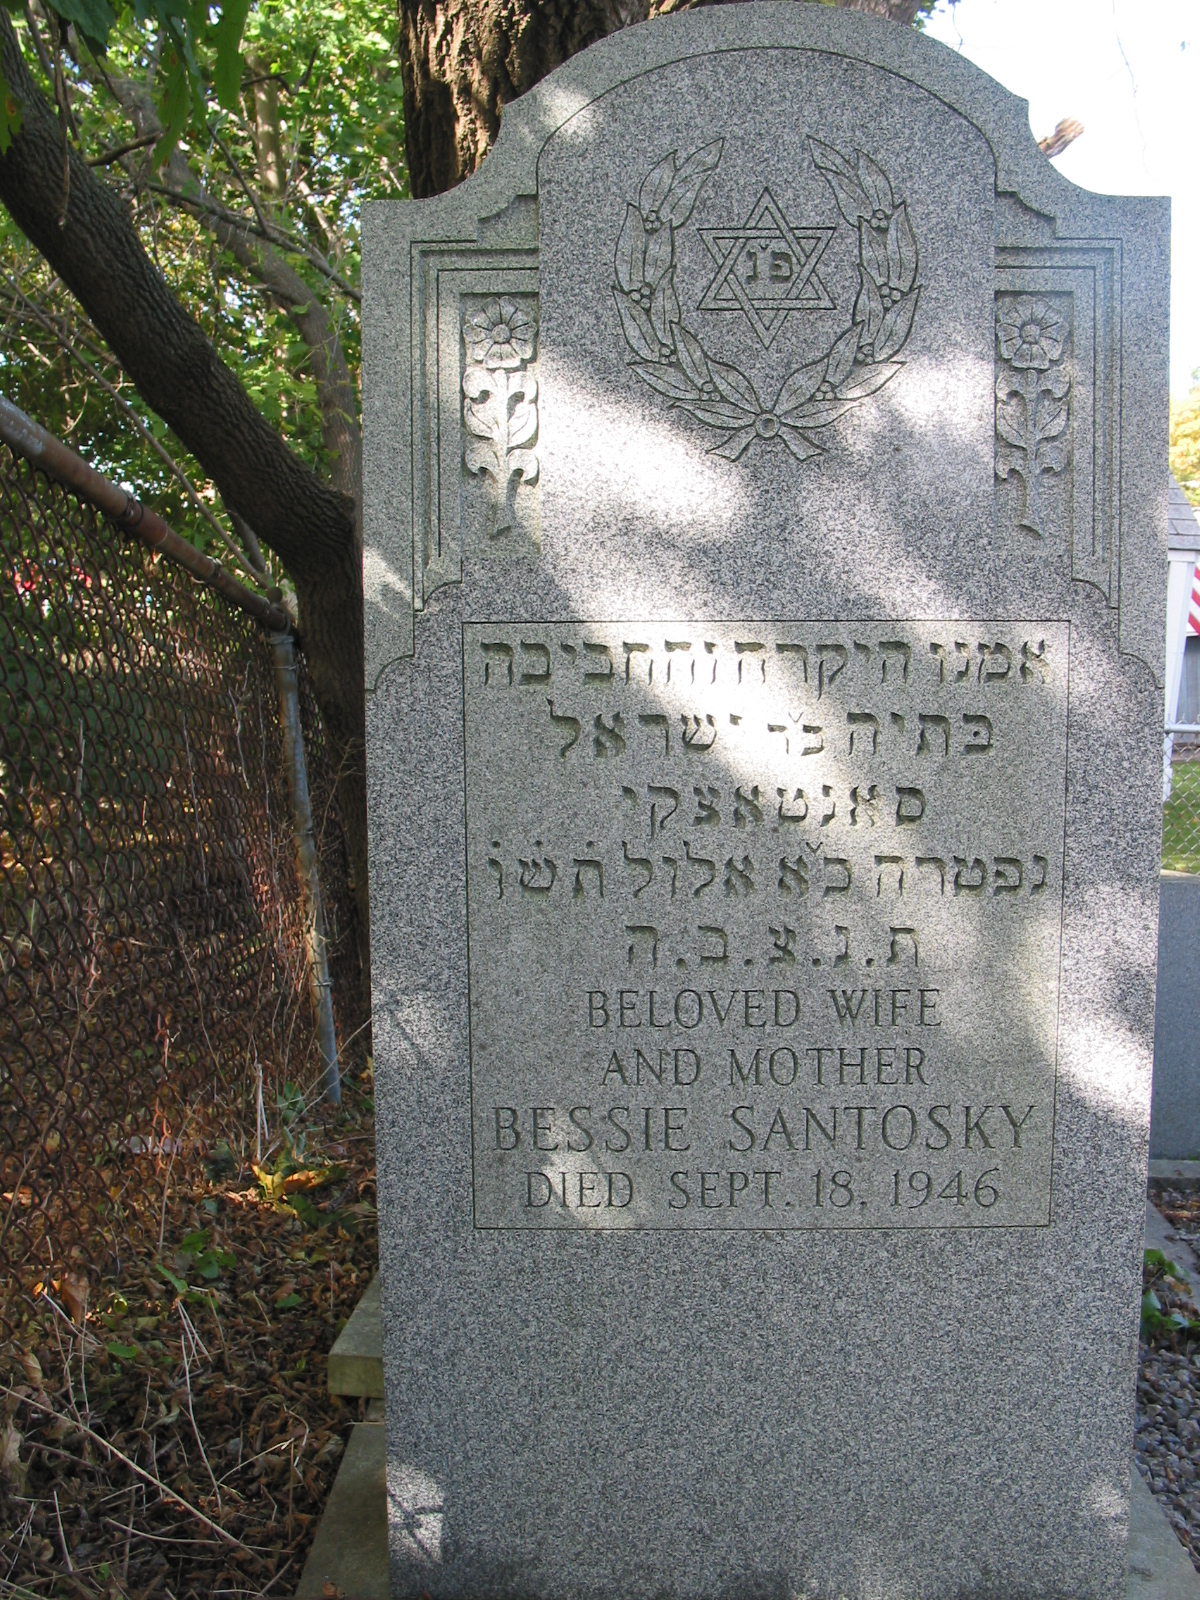 פ״נ
אמנו היקרה והחביבה
בתיה ב״ר ישראל
סאנטאצקי
נפטרה כ״א אלול תש״ו
ת.נ.צ.ב.ה
BELOVED WIFE
AND MOTHER
BESSIE SANTOSKY
DIED SEPT. 18, 1946